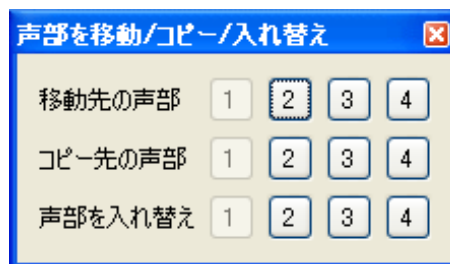 声部を移動/コピー/入れ替え
移動先の声部 1 2 3 4
コピー先の声部 1 2 3 4
声部を入れ替え 1 2 3 4